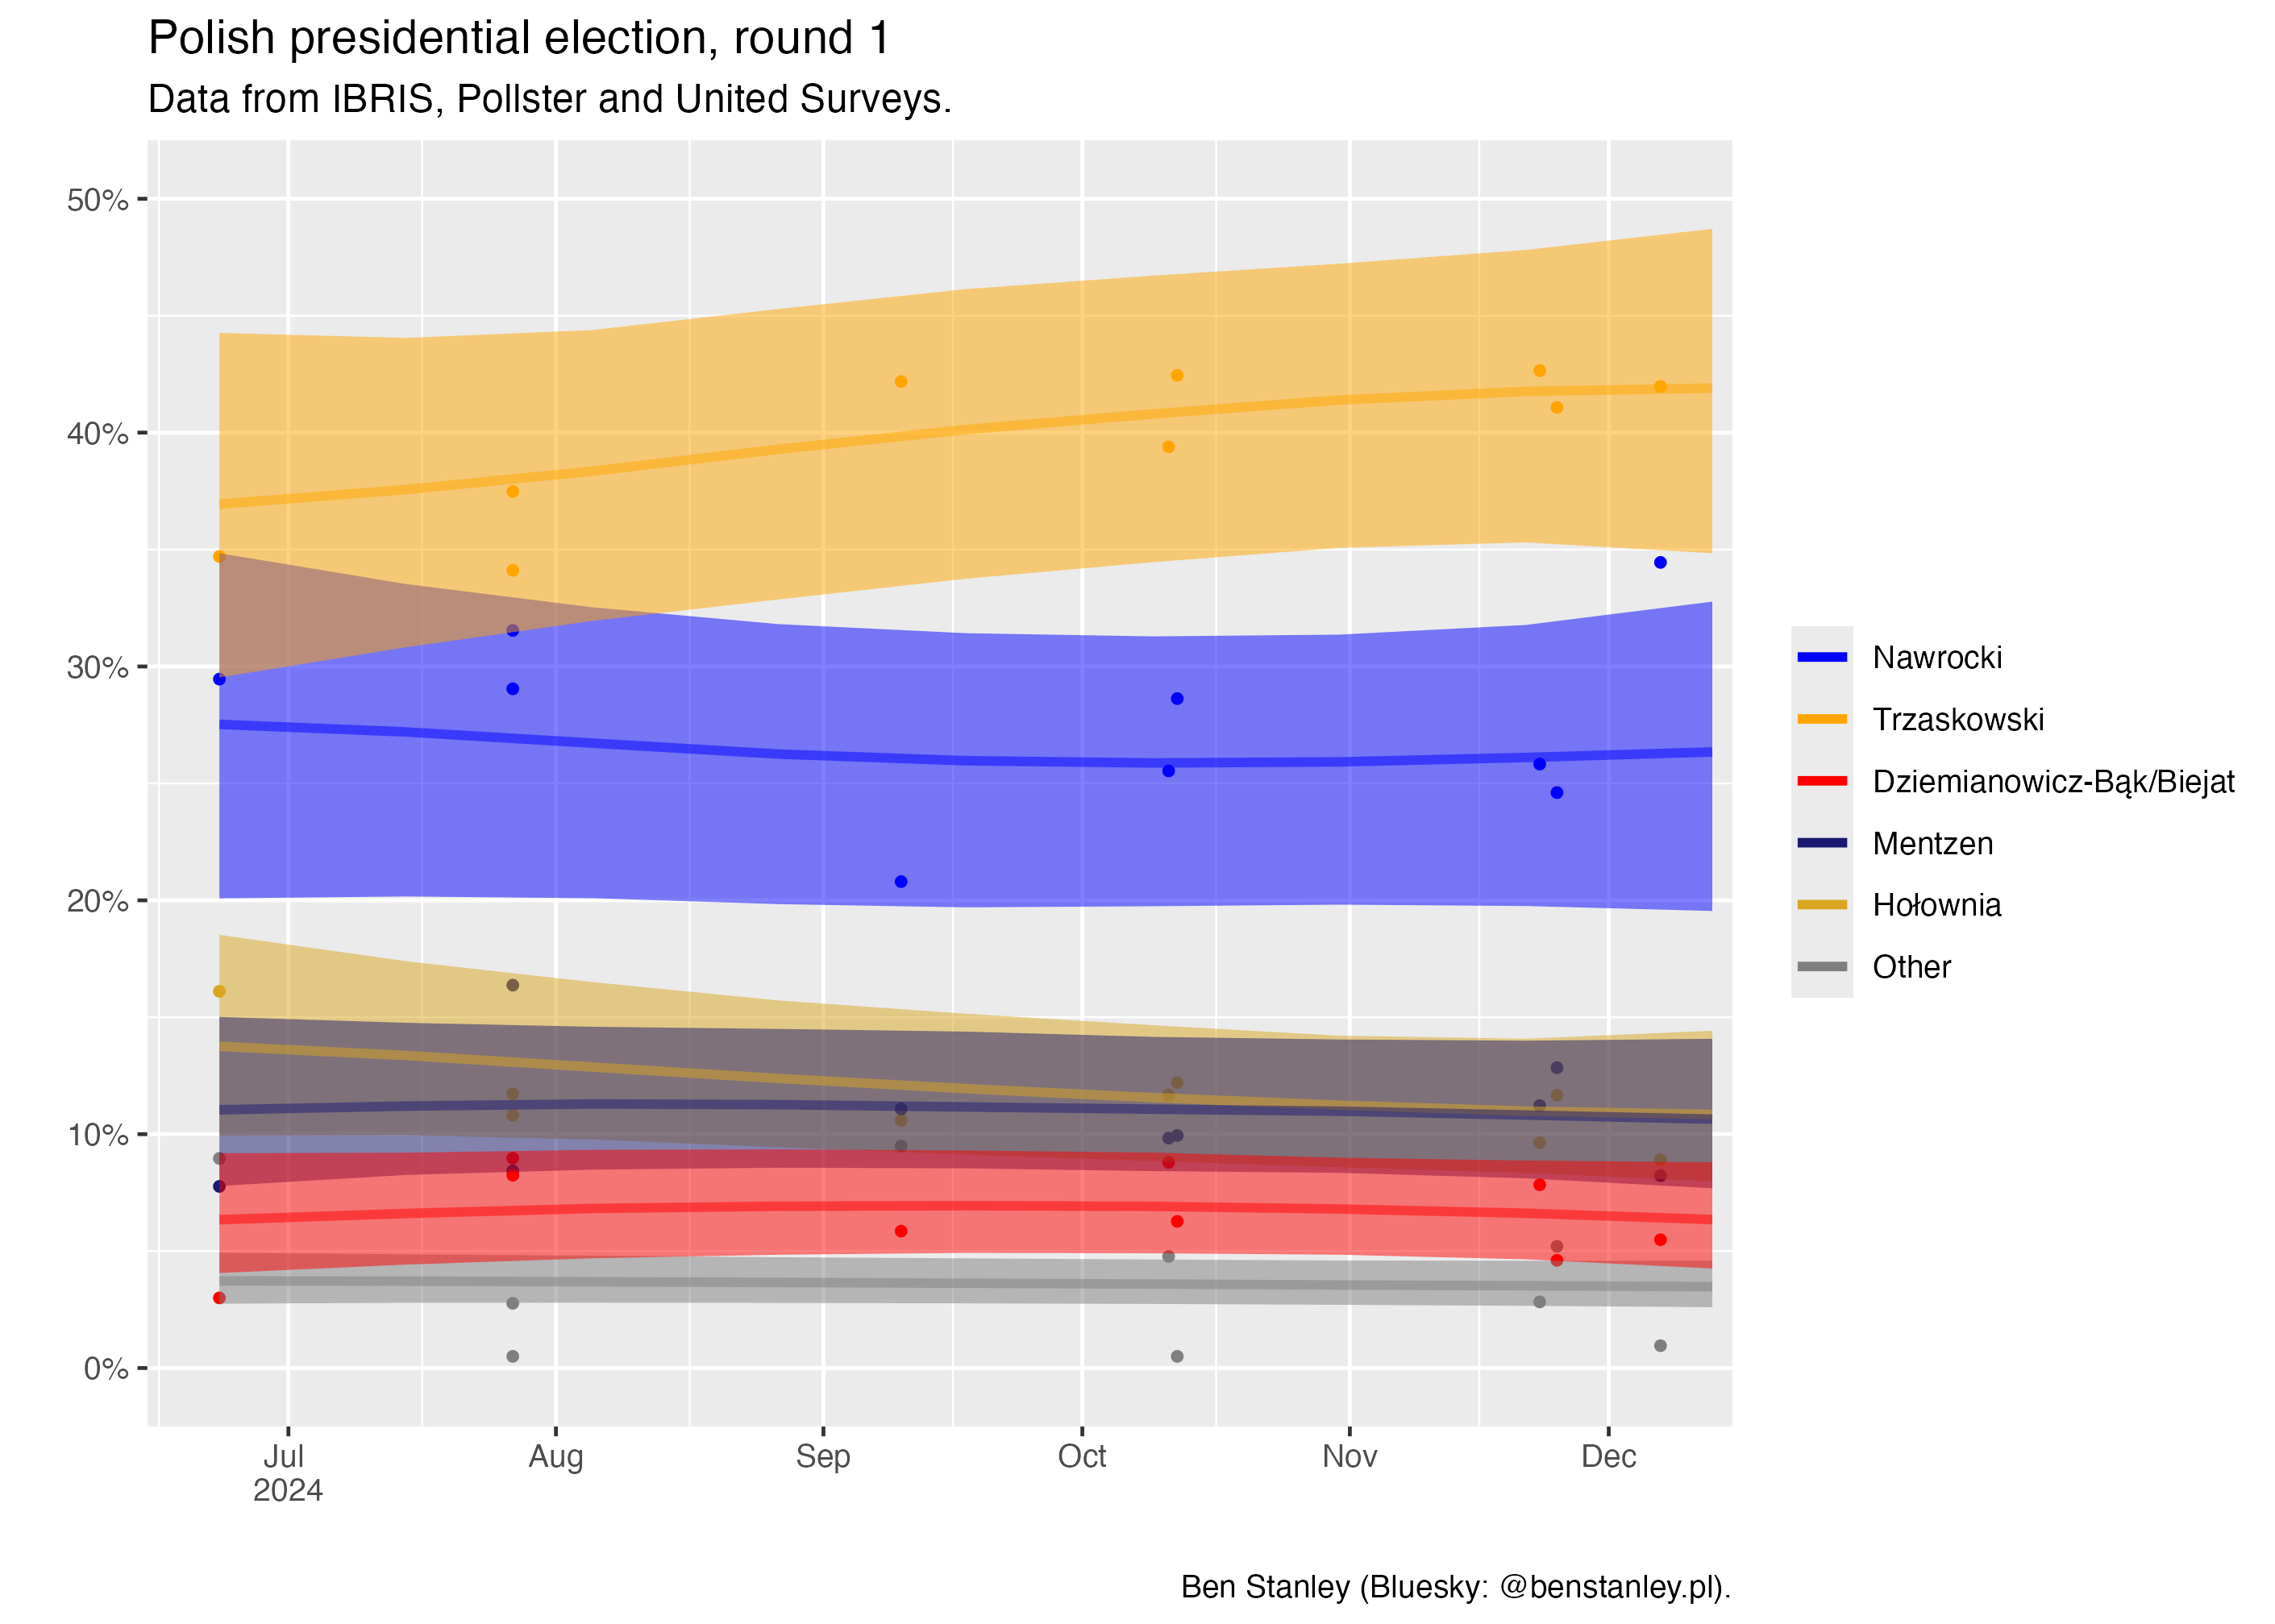 Polish presidential election, round 1
Data from IBRIS, Pollster and United Surveys.
50%
40%
30%
20%
10%
0%
Jul
2024
Aug
Sep
Oct
Nov
Dec
Nawrocki
Trzaskowski
Dziemianowicz-Bąk/Biejat
Mentzen
Hołownia
Other
Ben Stanley (Bluesky: @benstanley.pl).